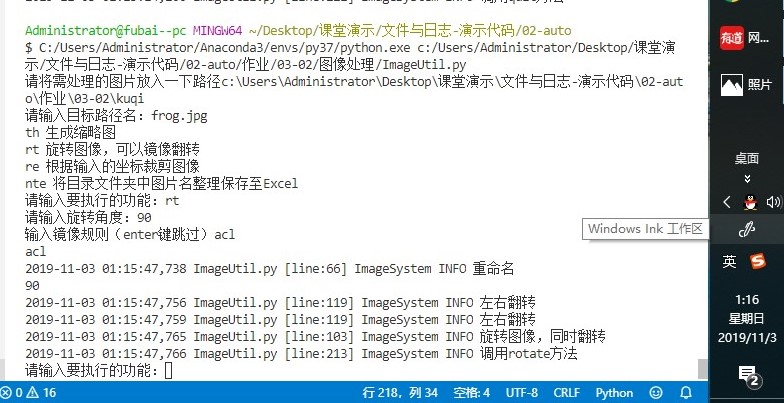 Administrator@fubai--pc MINGW64 ~/Desktop/课堂演示/文件与日志-演示代码/02-auto
$ C:/Users/Administrator/Anaconda3/envs/py37/python.exe c:/Users/Administrator/Desktop/课堂演
示/文件与日志-演示代码/02-auto/作业/03-02/图像处理/ImageUtil.py
请将需处理的图片放入一下路径c:\Users\Administrator\Desktop\课堂演示\文件与日志-演示代码\02-aut
o\作业\03-02\kuqi
请输入目标路径名：frog.jpg
th 生成缩略图
rt 旋转图像，可以镜像翻转
re 根据输入的坐标裁剪图像
nte 将目录文件夹中图片名整理保存至Excel
请输入要执行的功能：rt
请输入旋转角度：90
输入镜像规则（enter键跳过）acl
acl
2019-11-03 01:15:47,738 ImageUtil.py [line:66] ImageSystem INFO 重命名
90
2019-11-03 01:15:47,756 ImageUtil.py [line:119] ImageSystem INFO 左右翻转
2019-11-03 01:15:47,759 ImageUtil.py [line:119] ImageSystem INFO 左右翻转
2019-11-03 01:15:47,765 ImageUtil.py [line:103] ImageSystem INFO 旋转图像，同时翻转
2019-11-03 01:15:47,766 ImageUtil.py [line:213] ImageSystem INFO 调用rotate方法
请输入要执行的功能：
0 16
行 218，列 34 空格: 4 UTF-8 CRLF Python
Windows Ink 工作区
有道 网...
照片
桌面
英
1:16
星期日
2019/11/3
2